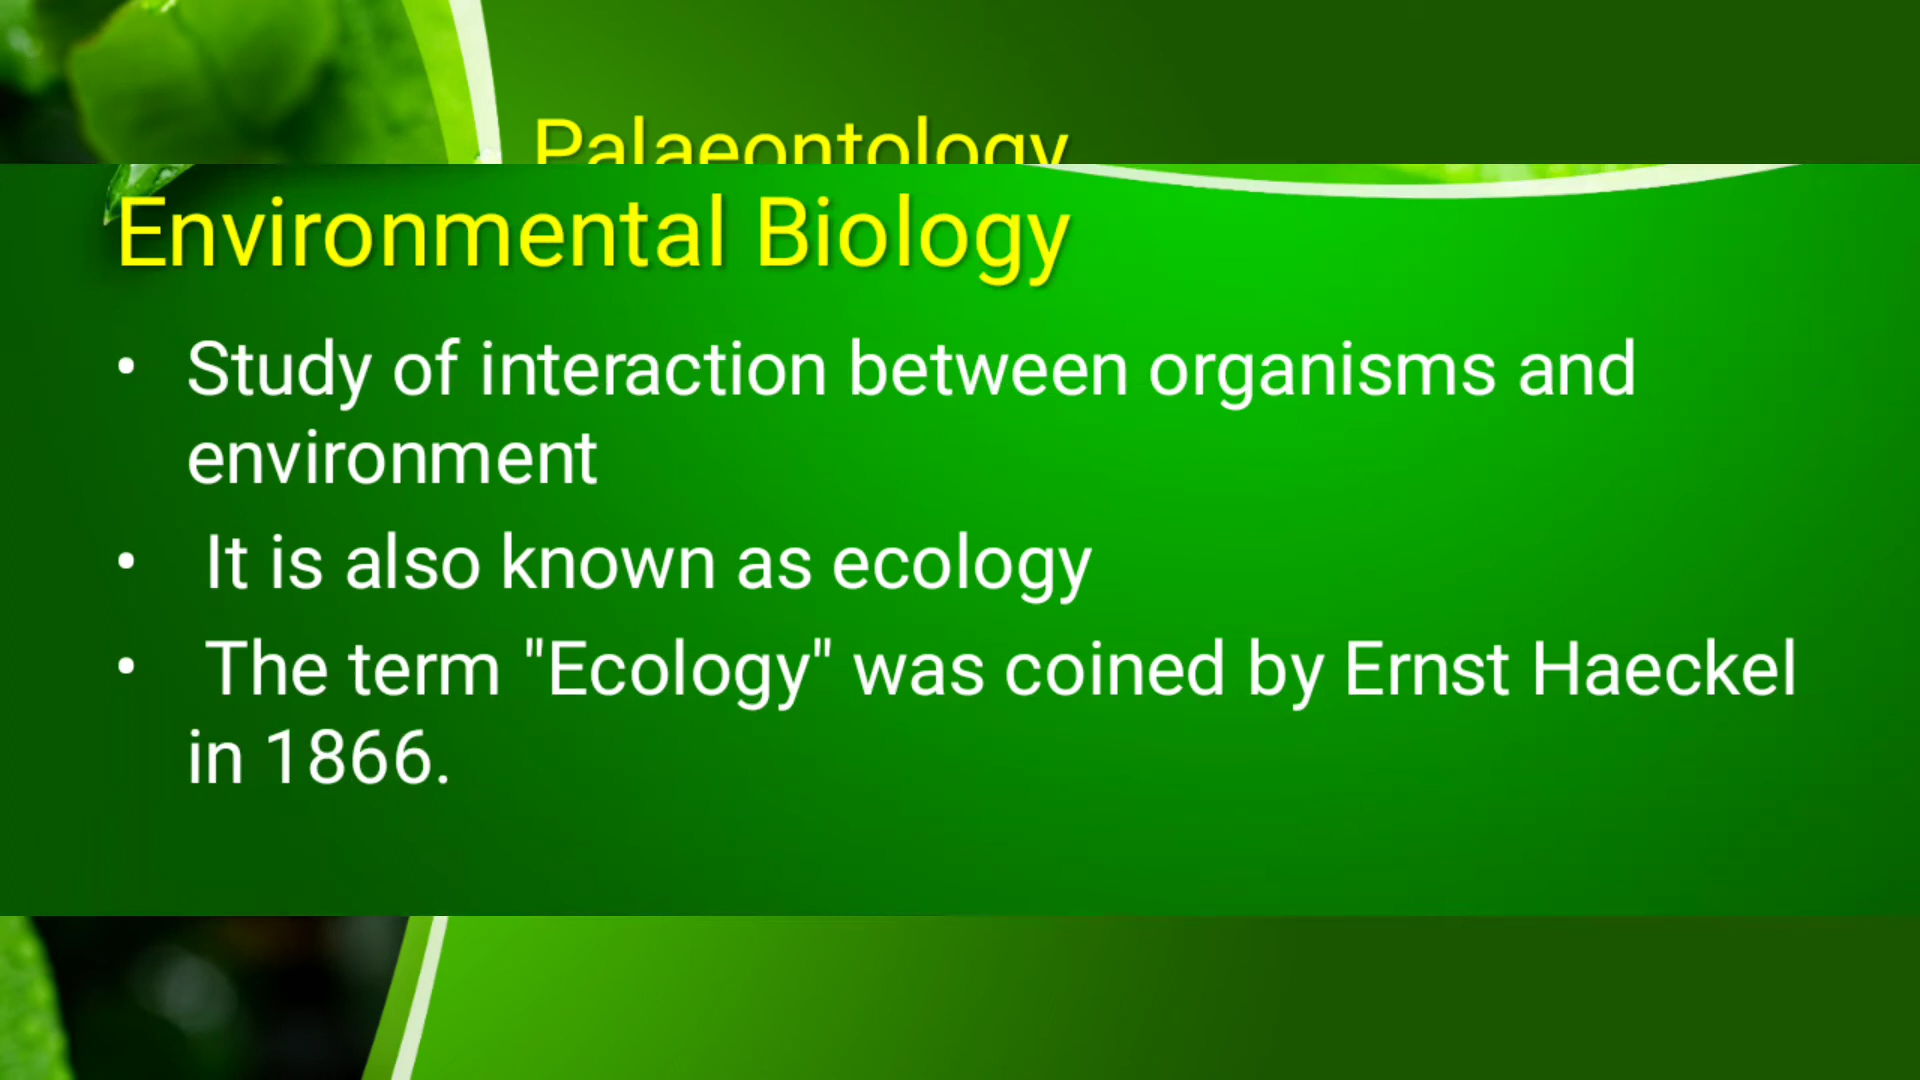 Palaeontology
Environmental Biology
• Study of interaction between organisms and
environment
• It is also known as ecology
• The term "Ecology" was coined by Ernst Haeckel
in 1866.